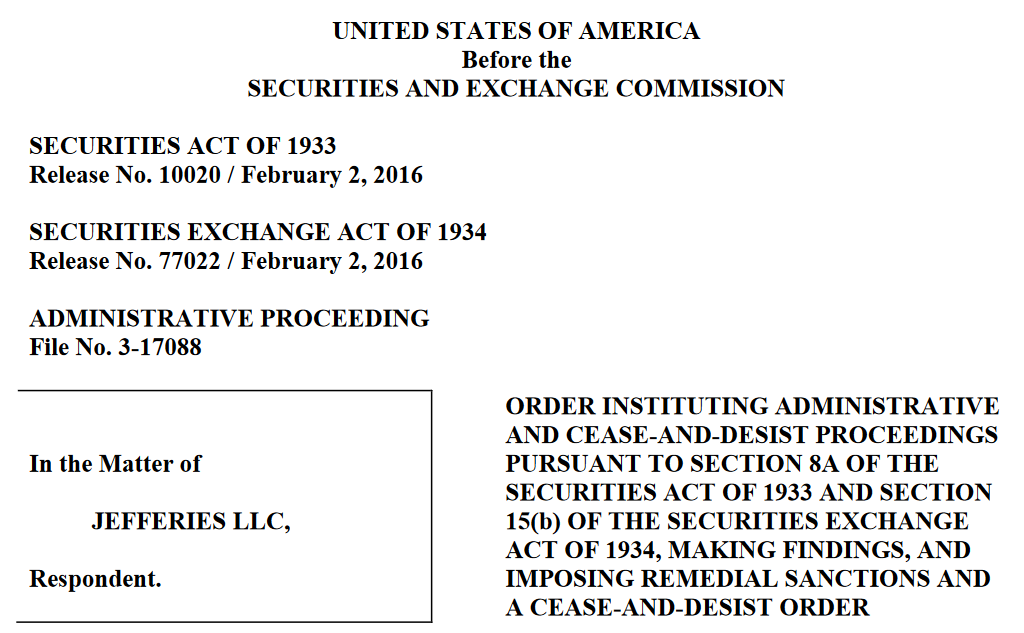 UNITED STATES OF AMERICA
Before the
SECURITIES AND EXCHANGE COMMISSION
SECURITIES ACT OF 1933
Release No. 10020 / February 2, 2016
SECURITIES EXCHANGE ACT OF 1934
Release No. 77022 / February 2, 2016
ADMINISTRATIVE PROCEEDING
File No. 3-17088
In the Matter of
JEFFERIES LLC,
Respondent.
ORDER INSTITUTING ADMINISTRATIVE
AND CEASE-AND-DESIST PROCEEDINGS
PURSUANT TO SECTION 8A OF THE
SECURITIES ACT OF 1933 AND SECTION
15(b) OF THE SECURITIES EXCHANGE
ACT OF 1934, MAKING FINDINGS, AND
IMPOSING REMEDIAL SANCTIONS AND
A CEASE-AND-DESIST ORDER